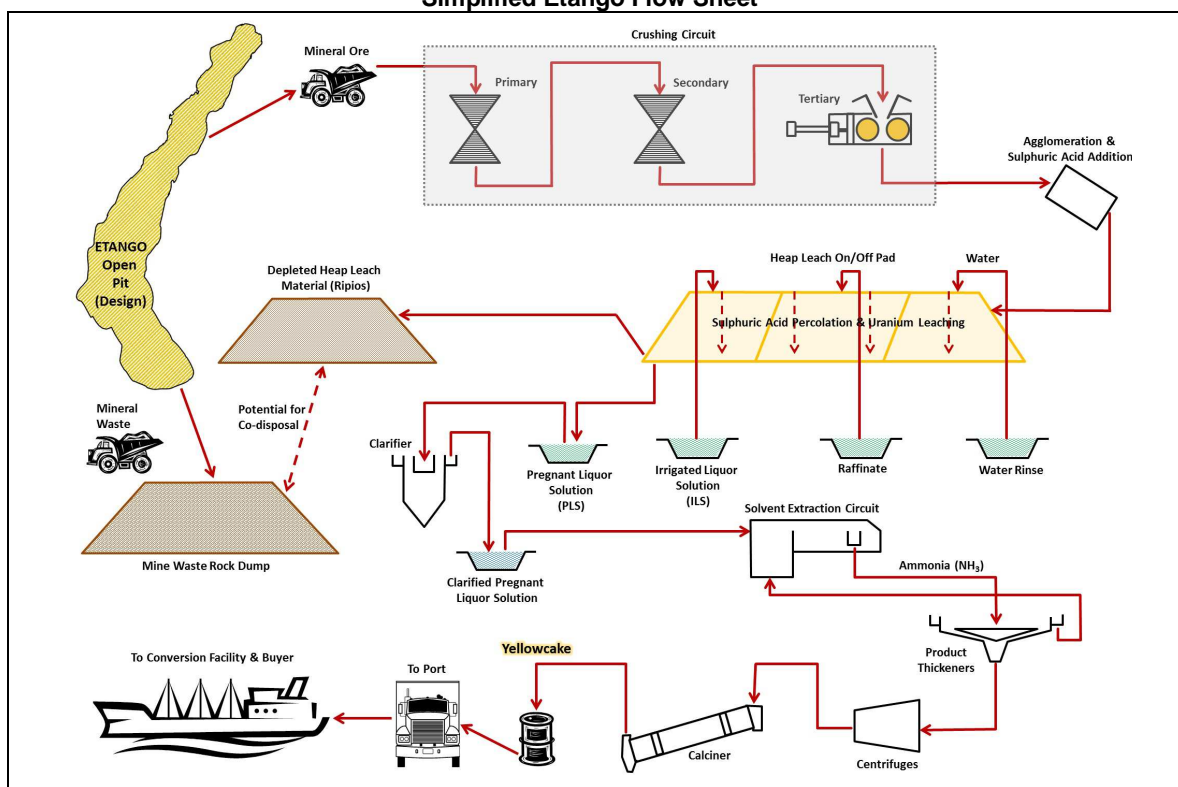 Simplified Etango Flow Sheet
Mineral Ore
Crushing Circuit
Primary
Secondary
Tertiary
Agglomeration &
Sulphuric Acid Addition
ETANGO
Open
Pit
(Design)
Depleted Heap Leach
Material (Ripios)
Heap Leach On/Off Pad
Water
Sulphuric Acid Percolation & Uranium Leaching
Mineral
Waste
Potential for
Co-disposal
Clarifier
Pregnant Liquor
Solution
(PLS)
Irrigated Liquor
Solution
(ILS)
Raffinate
Water Rinse
Mine Waste Rock Dump
Clarified Pregnant
Liquor Solution
Solvent Extraction Circuit
Ammonia (NH₃)
Product
Thickeners
To Conversion Facility & Buyer
To Port
Yellowcake
Calciner
Centrifuges